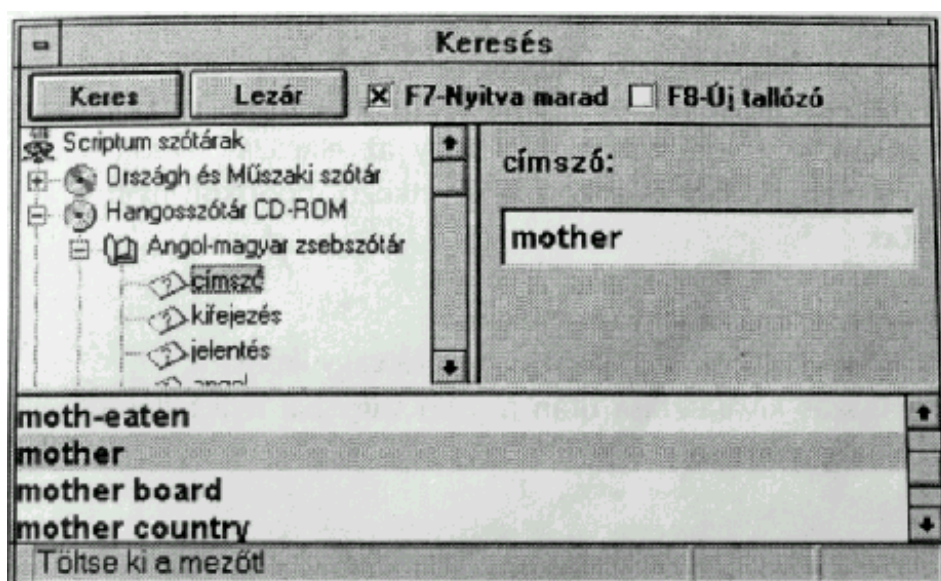 Keresés
Keres Lezár F7-Nyitva marad F8-Új tallózó
Scriptum szótárak
Országh és Műszaki szótár
Hangosszótár CD-ROM
Angol-magyar zsebszótár
címszó
kifejezés
jelentés
angol
címszó:
mother
moth-eaten
mother
mother board
mother country
Töltse ki a mezőt!